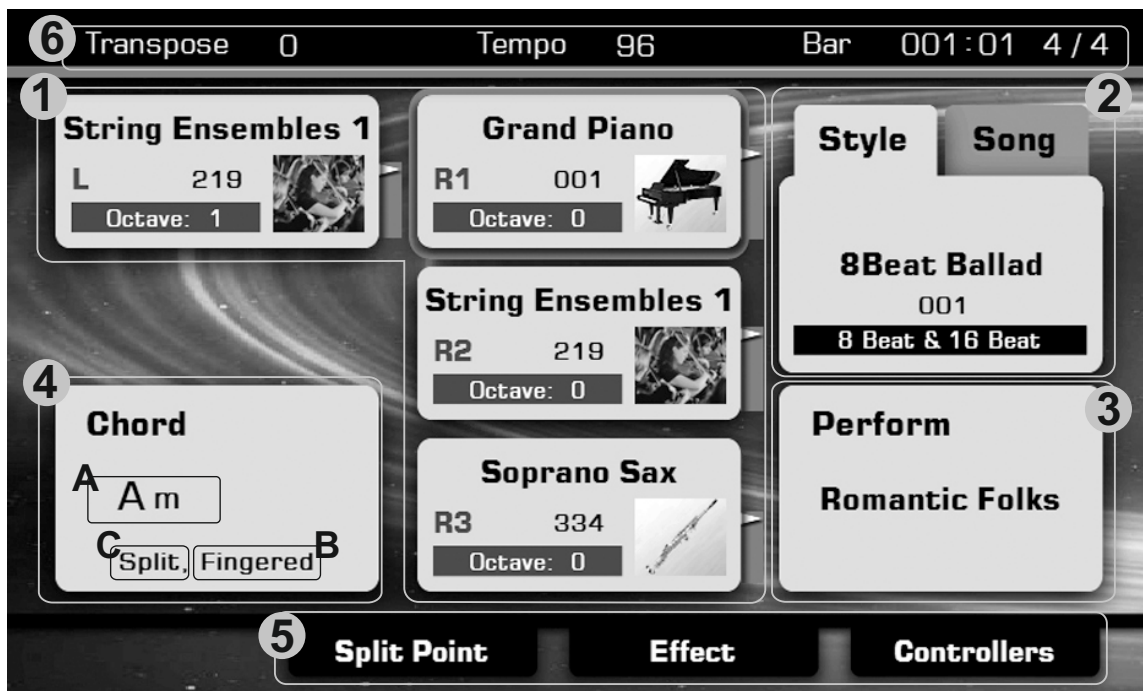 6 Transpose 0 Tempo 96 Bar 001:01 4/4
1
String Ensembles 1
L 219
Octave: 1
Grand Piano
R1 001
Octave: 0
String Ensembles 1
R2 219
Octave: 0
Soprano Sax
R3 334
Octave: 0
2
Style Song
8Beat Ballad
001
8 Beat & 16 Beat
3
Perform
Romantic Folks
4
Chord
A Am
C Split, Fingered B
5 Split Point Effect Controllers